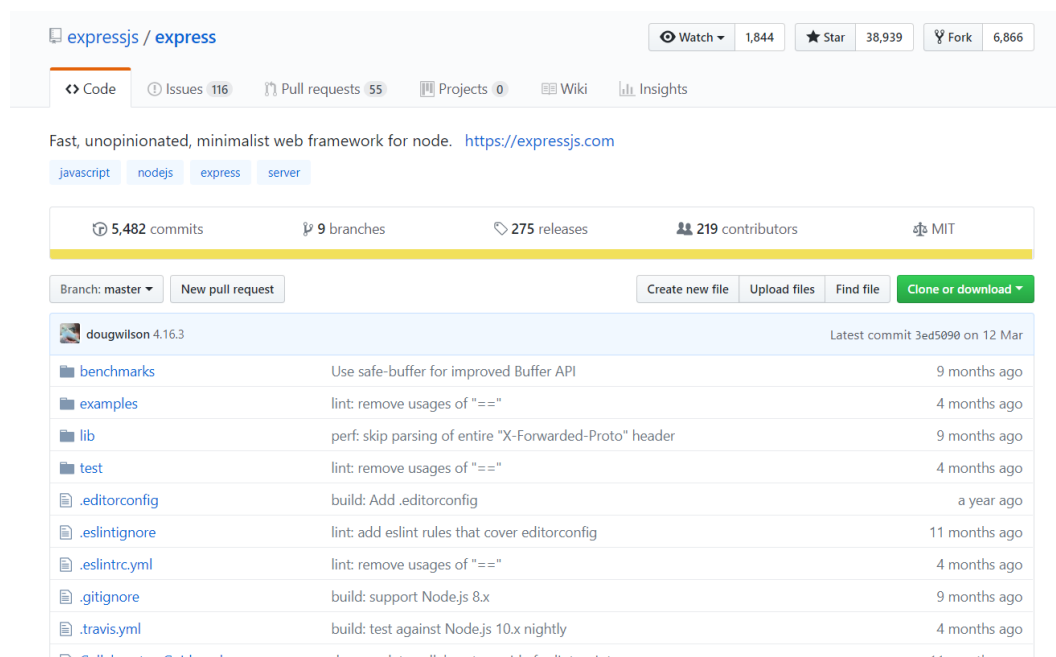 expressjs / express
Watch 1,844 Star 38,939 Fork 6,866
Code Issues 116 Pull requests 55 Projects 0 Wiki Insights
Fast, unopinionated, minimalist web framework for node. https://expressjs.com
javascript nodejs express server
5,482 commits 9 branches 275 releases 219 contributors MIT
Branch: master New pull request Create new file Upload files Find file Clone or download
dougwilson 4.16.3 Latest commit 3ed5090 on 12 Mar
benchmarks Use safe-buffer for improved Buffer API 9 months ago
examples lint: remove usages of "==" 4 months ago
lib perf: skip parsing of entire "X-Forwarded-Proto" header 9 months ago
test lint: remove usages of "==" 4 months ago
.editorconfig build: Add .editorconfig a year ago
.eslintignore lint: add eslint rules that cover editorconfig 11 months ago
.eslintrc.yml lint: remove usages of "==" 4 months ago
.gitignore build: support Node.js 8.x 9 months ago
.travis.yml build: test against Node.js 10.x nightly 4 months ago